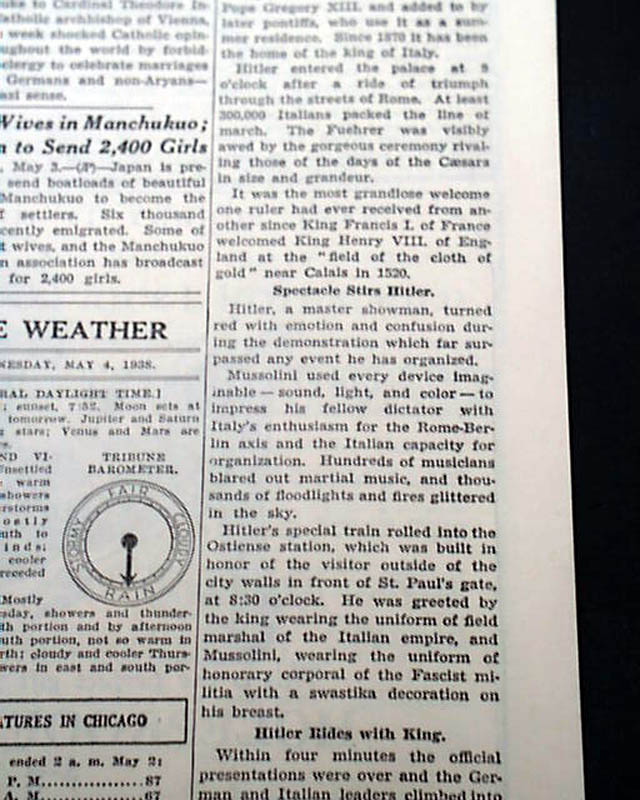 to Cardinal Theodore In-
atholic archbishop of Vienna,
week shocked Catholic opin-
ughout the world by forbid-
clergy to celebrate marriages
Germans and non-Aryans—
azi sense.
Wives in Manchukuo;
n to Send 2,400 Girls
, May 3.—(AP)—Japan is pre-
send boatloads of beautiful
Manchukuo to become the
f settlers. Six thousand
cently emigrated. Some of
t wives, and the Manchukuo
n association has broadcast
for 2,400 girls.
E WEATHER
NESDAY, MAY 4, 1938.
RAL DAYLIGHT TIME.]
; sunset, 7:52. Moon sets at
tomorrow. Jupiter and Saturn
stars; Venus and Mars are
ND VI-
Unsettled
warm
showers
erstorms
ostly
uth to
inds;
cooler
receded
TRIBUNE
BAROMETER.
FAIR
CLOUDY
RAIN
STORMY
Mostly
sday, showers and thunder-
th portion and by afternoon
uth portion, not so warm in
rth; cloudy and cooler Thurs-
wers in east and south por-
ATURES IN CHICAGO
ended 2 a. m. May 2:
P. M...............87
A. M...............67
Pope Gregory XIII. and added to by
later pontiffs, who use it as a sum-
mer residence. Since 1870 it has been
the home of the king of Italy.
Hitler entered the palace at 9
o'clock after a ride of triumph
through the streets of Rome. At least
300,000 Italians packed the line of
march. The Fuehrer was visibly
awed by the gorgeous ceremony rival-
ing those of the days of the Cæsars
in size and grandeur.
It was the most grandiose welcome
one ruler had ever received from an-
other since King Francis I. of France
welcomed King Henry VIII. of Eng-
land at the "field of the cloth of
gold" near Calais in 1520.
Spectacle Stirs Hitler.
Hitler, a master showman, turned
red with emotion and confusion dur-
ing the demonstration which far sur-
passed any event he has organized.
Mussolini used every device imag-
inable—sound, light, and color—to
impress his fellow dictator with
Italy's enthusiasm for the Rome-Ber-
lin axis and the Italian capacity for
organization. Hundreds of musicians
blared out martial music, and thou-
sands of floodlights and fires glittered
in the sky.
Hitler's special train rolled into the
Ostiense station, which was built in
honor of the visitor outside of the
city walls in front of St. Paul's gate,
at 8:30 o'clock. He was greeted by
the king wearing the uniform of field
marshal of the Italian empire, and
Mussolini, wearing the uniform of
honorary corporal of the Fascist mi-
litia with a swastika decoration on
his breast.
Hitler Rides with King.
Within four minutes the official
presentations were over and the Ger-
man and Italian leaders climbed into